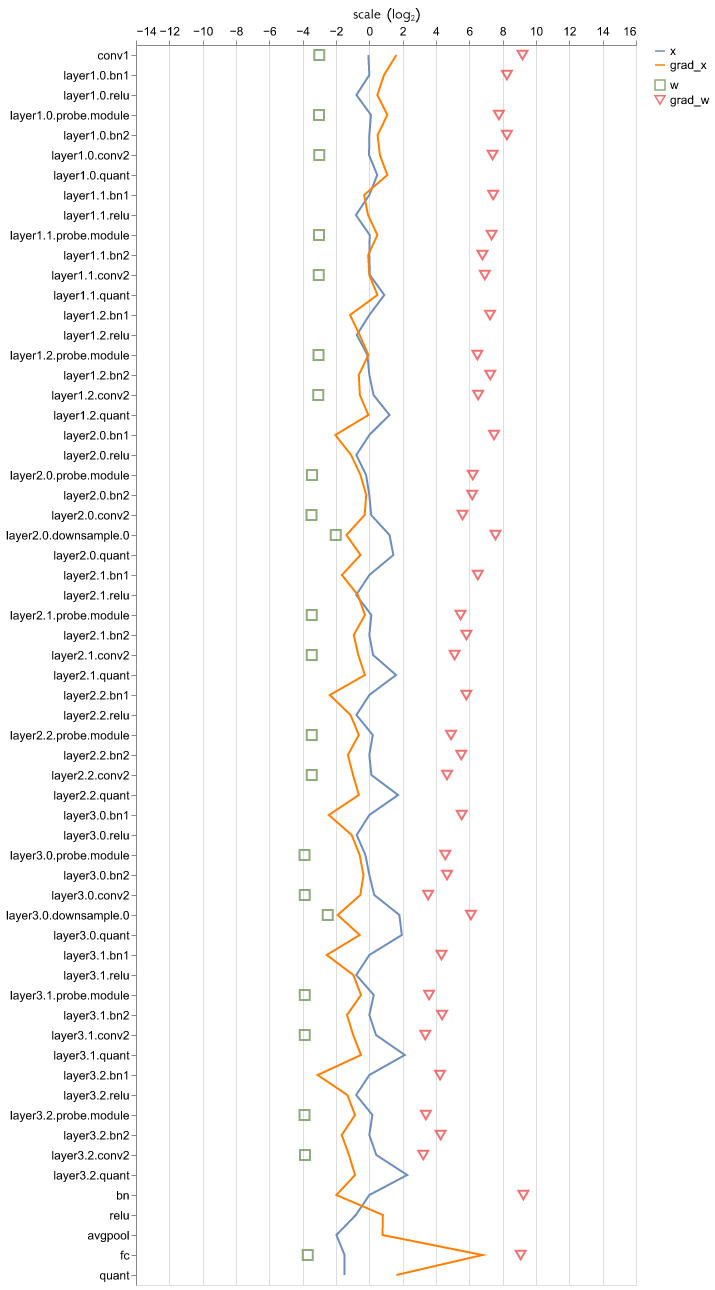 scale (log₂)
−14 −12 −10 −8 −6 −4 −2 0 2 4 6 8 10 12 14 16
x
grad_x
w
grad_w
conv1
layer1.0.bn1
layer1.0.relu
layer1.0.probe.module
layer1.0.bn2
layer1.0.conv2
layer1.0.quant
layer1.1.bn1
layer1.1.relu
layer1.1.probe.module
layer1.1.bn2
layer1.1.conv2
layer1.1.quant
layer1.2.bn1
layer1.2.relu
layer1.2.probe.module
layer1.2.bn2
layer1.2.conv2
layer1.2.quant
layer2.0.bn1
layer2.0.relu
layer2.0.probe.module
layer2.0.bn2
layer2.0.conv2
layer2.0.downsample.0
layer2.0.quant
layer2.1.bn1
layer2.1.relu
layer2.1.probe.module
layer2.1.bn2
layer2.1.conv2
layer2.1.quant
layer2.2.bn1
layer2.2.relu
layer2.2.probe.module
layer2.2.bn2
layer2.2.conv2
layer2.2.quant
layer3.0.bn1
layer3.0.relu
layer3.0.probe.module
layer3.0.bn2
layer3.0.conv2
layer3.0.downsample.0
layer3.0.quant
layer3.1.bn1
layer3.1.relu
layer3.1.probe.module
layer3.1.bn2
layer3.1.conv2
layer3.1.quant
layer3.2.bn1
layer3.2.relu
layer3.2.probe.module
layer3.2.bn2
layer3.2.conv2
layer3.2.quant
bn
relu
avgpool
fc
quant